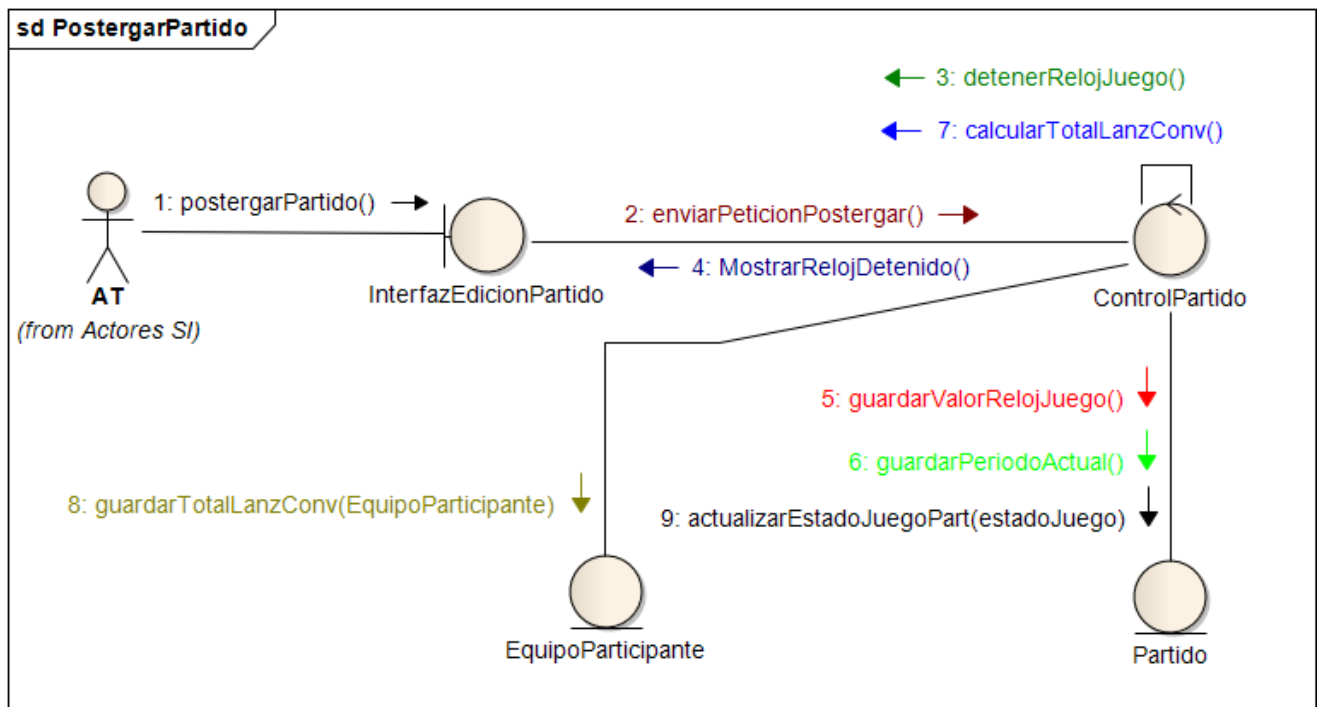 sd PostergarPartido
3: detenerRelojJuego()
7: calcularTotalLanzConv()
1: postergarPartido()
2: enviarPeticionPostergar()
4: MostrarRelojDetenido()
AT
(from Actores SI)
InterfazEdicionPartido
ControlPartido
5: guardarValorRelojJuego()
6: guardarPeriodoActual()
8: guardarTotalLanzConv(EquipoParticipante)
9: actualizarEstadoJuegoPart(estadoJuego)
EquipoParticipante
Partido